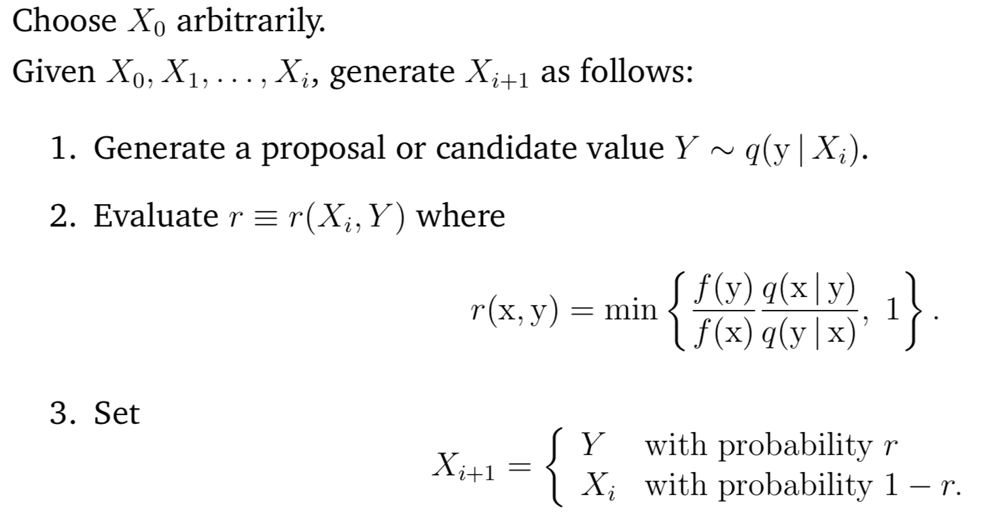 Choose $X_0$ arbitrarily.
Given $X_0, X_1, \ldots, X_i$, generate $X_{i+1}$ as follows:
1. Generate a proposal or candidate value $Y \sim q(\mathrm{y} \,|\, X_i)$.
2. Evaluate $r \equiv r(X_i, Y)$ where
$r(\mathrm{x}, \mathrm{y}) = \min \left\{ \frac{f(\mathrm{y})}{f(\mathrm{x})} \frac{q(\mathrm{x} \,|\, \mathrm{y})}{q(\mathrm{y} \,|\, \mathrm{x})}, \, 1 \right\}.$
3. Set
$X_{i+1} = \begin{cases} Y & \text{with probability } r \\ X_i & \text{with probability } 1 - r. \end{cases}$